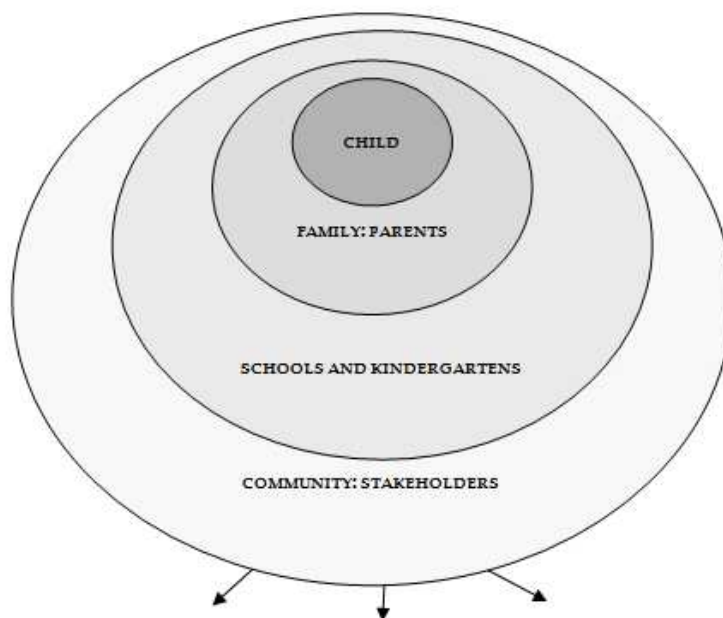 CHILD
FAMILY: PARENTS
SCHOOLS AND KINDERGARTENS
COMMUNITY: STAKEHOLDERS